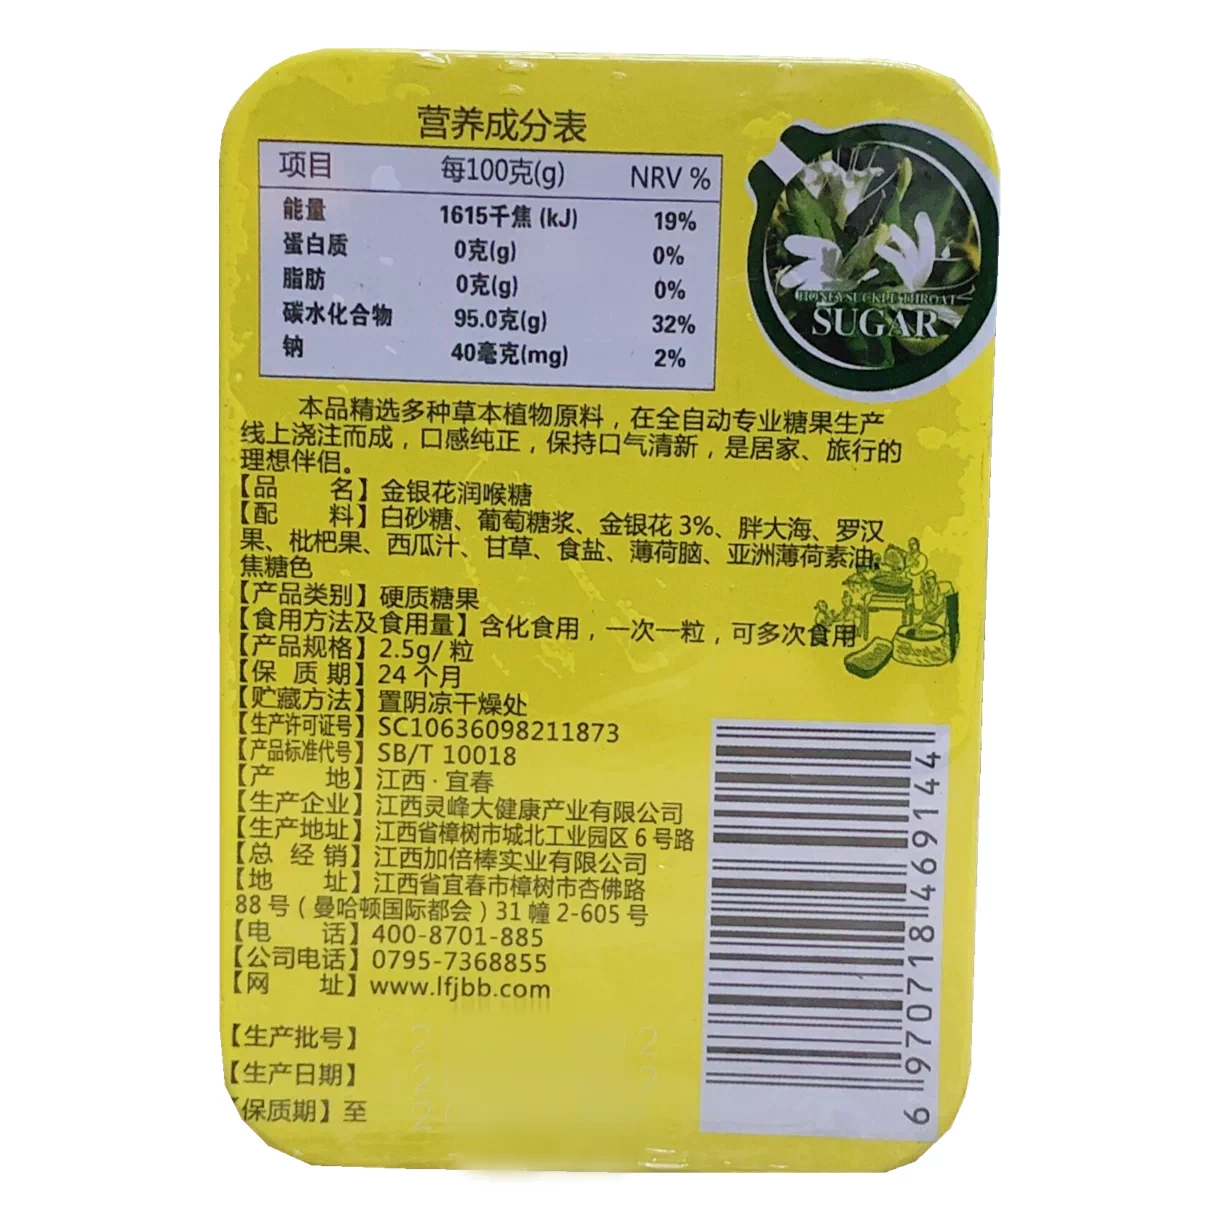 营养成分表
项目 每100克(g) NRV %
能量 1615千焦 (kJ) 19%
蛋白质 0克(g) 0%
脂肪 0克(g) 0%
碳水化合物 95.0克(g) 32%
钠 40毫克(mg) 2%
HONEYSUCKLE THROAT
SUGAR
本品精选多种草本植物原料，在全自动专业糖果生产
线上浇注而成，口感纯正，保持口气清新，是居家、旅行的
理想伴侣。
【品 名】金银花润喉糖
【配 料】白砂糖、葡萄糖浆、金银花 3%、胖大海、罗汉
果、枇杷果、西瓜汁、甘草、食盐、薄荷脑、亚洲薄荷素油、
焦糖色
【产品类别】硬质糖果
【食用方法及食用量】含化食用，一次一粒，可多次食用
【产品规格】2.5g/ 粒
【保 质 期】24 个月
【贮藏方法】置阴凉干燥处
【生产许可证号】SC10636098211873
【产品标准代号】SB/T 10018
【产 地】江西 · 宜春
【生产企业】江西灵峰大健康产业有限公司
【生产地址】江西省樟树市城北工业园区 6 号路
【总 经 销】江西加倍棒实业有限公司
【地 址】江西省宜春市樟树市杏佛路
88 号（曼哈顿国际都会）31 幢 2-605 号
【电 话】400-8701-885
【公司电话】0795-7368855
【网 址】www.lfjbb.com
【生产批号】
【生产日期】
【保质期】至
6970718469144